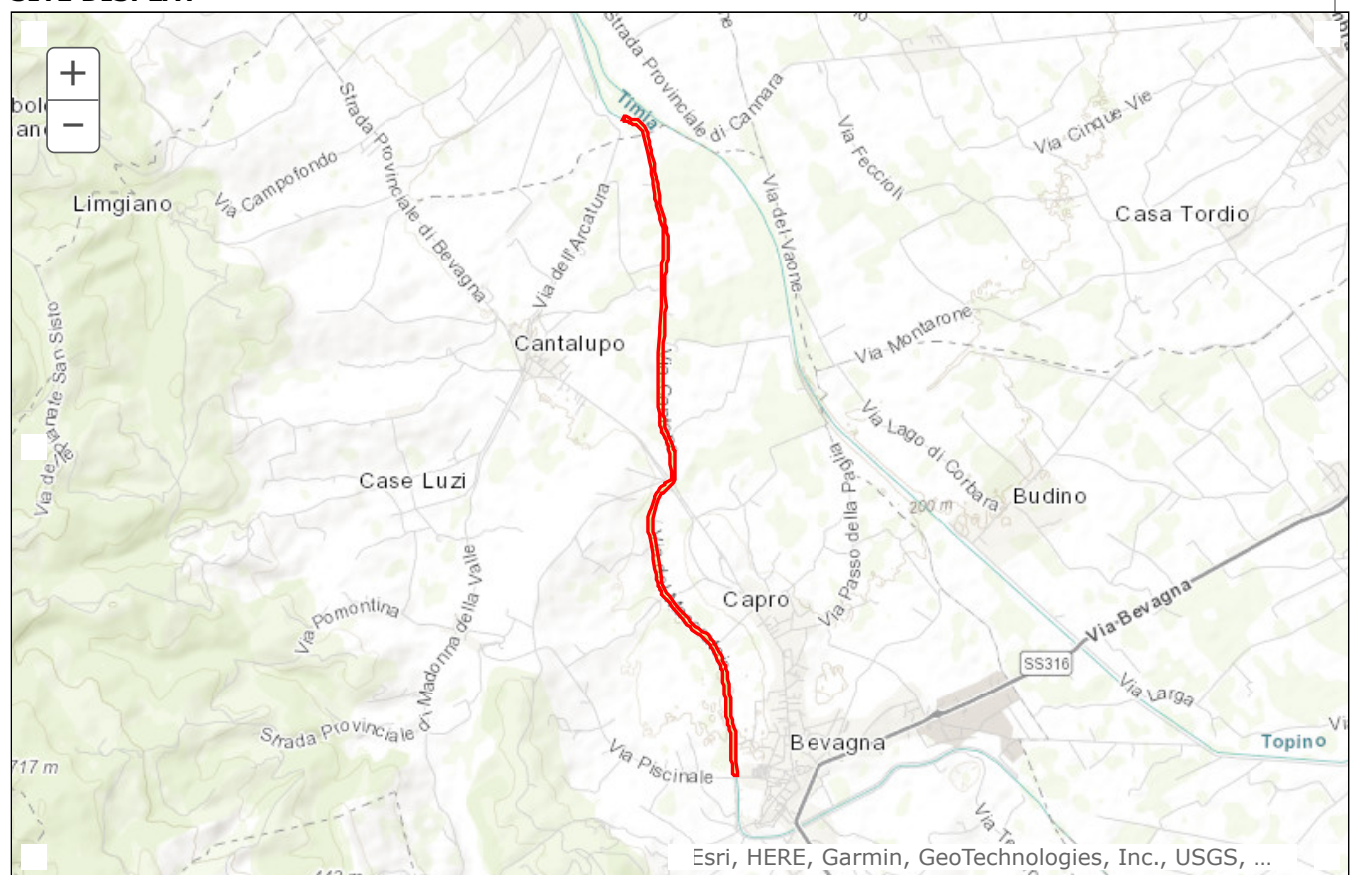 Strada Provinciale di Cannara
Timia
Via Cinque Vie
Via Feccioli
Strada Provinciale di Bevagna
Via Campofondo
Limgiano
Via dell'Arcatura
Via del Vaone
Casa Tordio
+
−
Via Montarone
Cantalupo
Via Lago di Corbara
Case Luzi
200 m
Budino
Via Passo della Paglia
Via Bevagna
Capro
Via Pomontina
SS316
Via Larga
Strada Provinciale di Madonna della Valle
Bevagna
Topino
Via Piscinale
717 m
Esri, HERE, Garmin, GeoTechnologies, Inc., USGS, ...